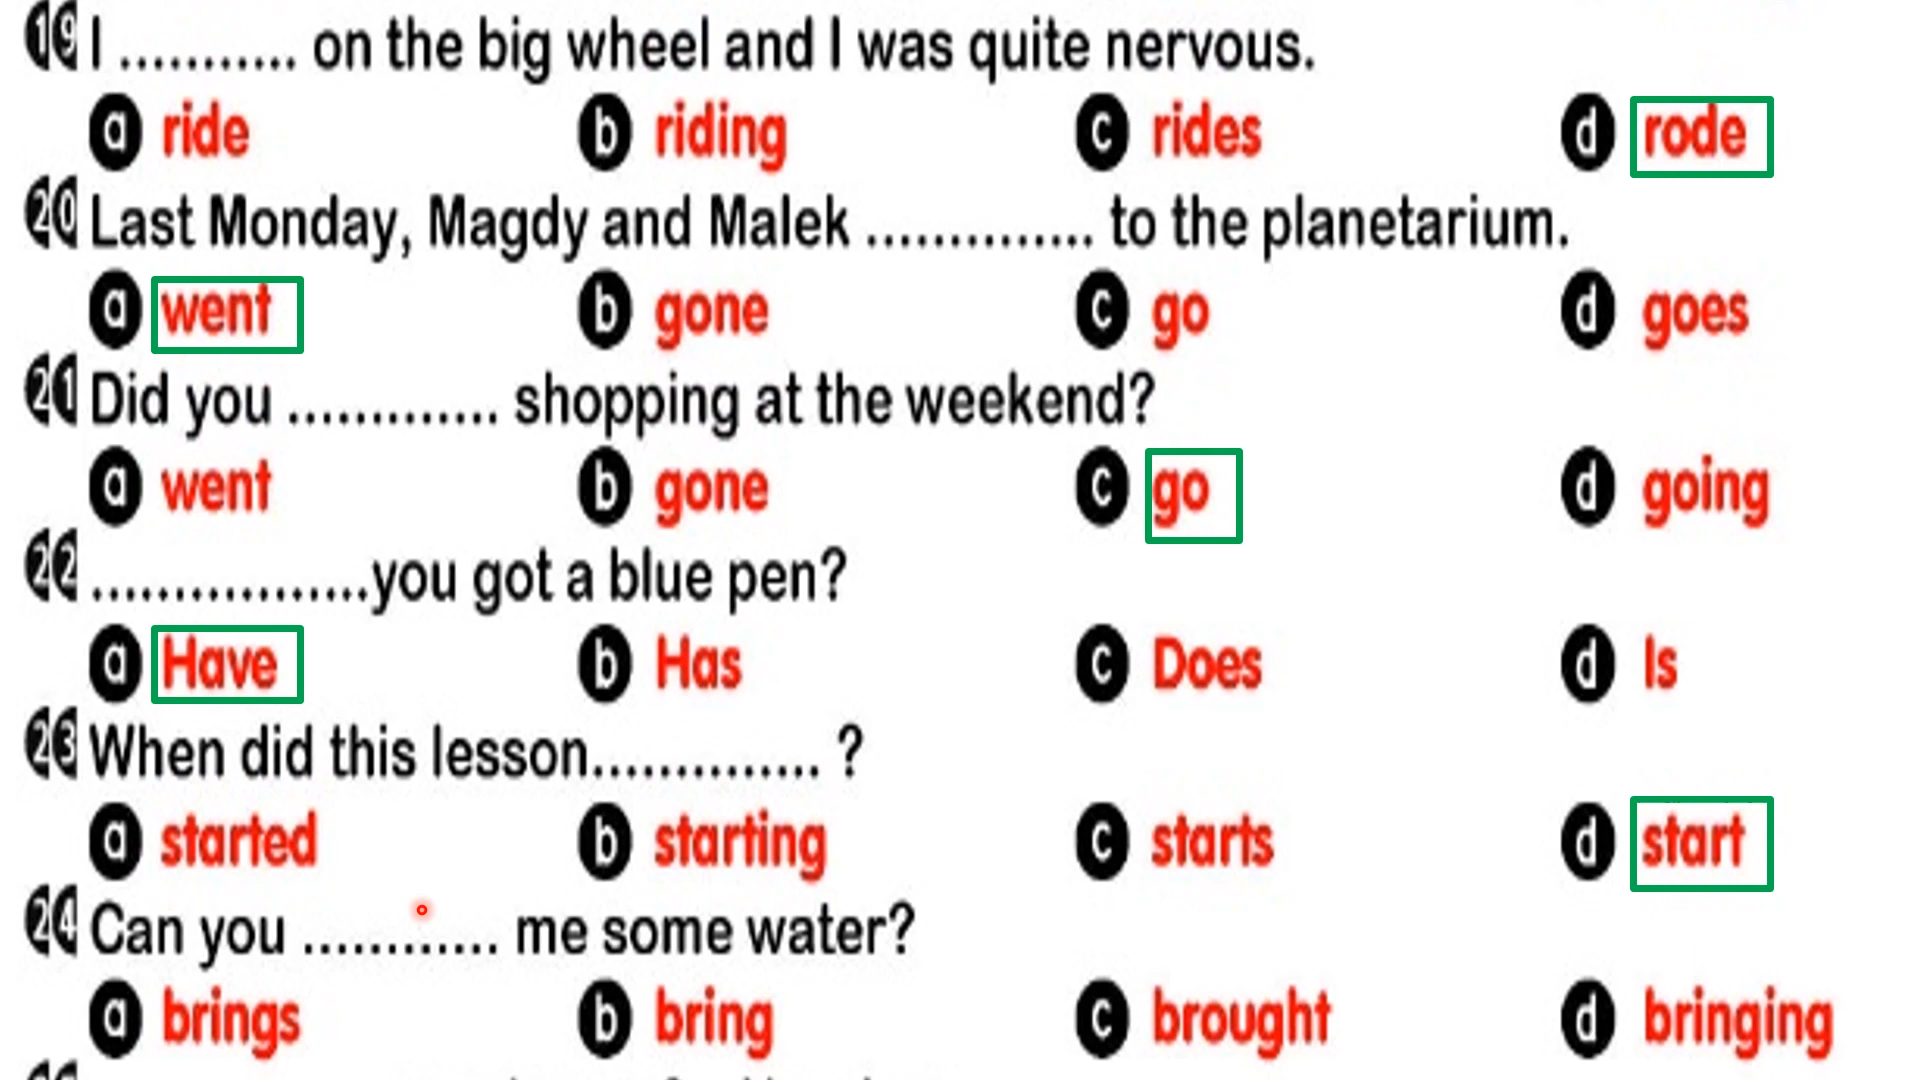 19 I ........... on the big wheel and I was quite nervous.
a ride b riding c rides d rode
20 Last Monday, Magdy and Malek .............. to the planetarium.
a went b gone c go d goes
21 Did you ............. shopping at the weekend?
a went b gone c go d going
22 .................you got a blue pen?
a Have b Has c Does d Is
23 When did this lesson.............. ?
a started b starting c starts d start
24 Can you ............ me some water?
a brings b bring c brought d bringing